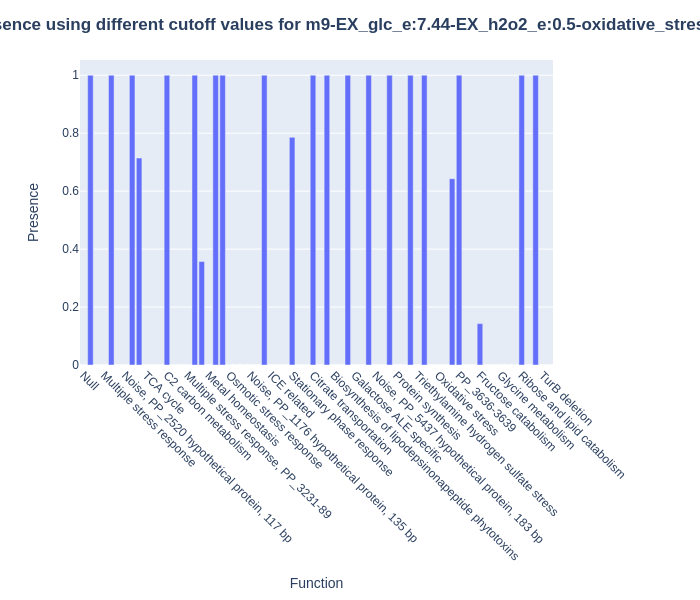 sence using different cutoff values for m9-EX_glc_e:7.44-EX_h2o2_e:0.5-oxidative_stres
Presence
1
0.8
0.6
0.4
0.2
0
Null
Multiple stress response
Noise, PP_2520 hypothetical protein, 117 bp
TCA cycle
C2 carbon metabolism
Multiple stress response, PP_3231-89
Metal homeostasis
Osmotic stress response
Noise, PP_1176 hypothetical protein, 135 bp
ICE related
Stationary phase response
Citrate transportation
Biosynthesis of lipodepsinonapeptide phytotoxins
Galactose ALE specific
Noise, PP_5437 hypothetical protein, 183 bp
Protein synthesis
Triethylamine hydrogen sulfate stress
Oxidative stress
PP_3636-3639
Fructose catabolism
Glycine metabolism
Ribose and lipid catabolism
TurB deletion
Function